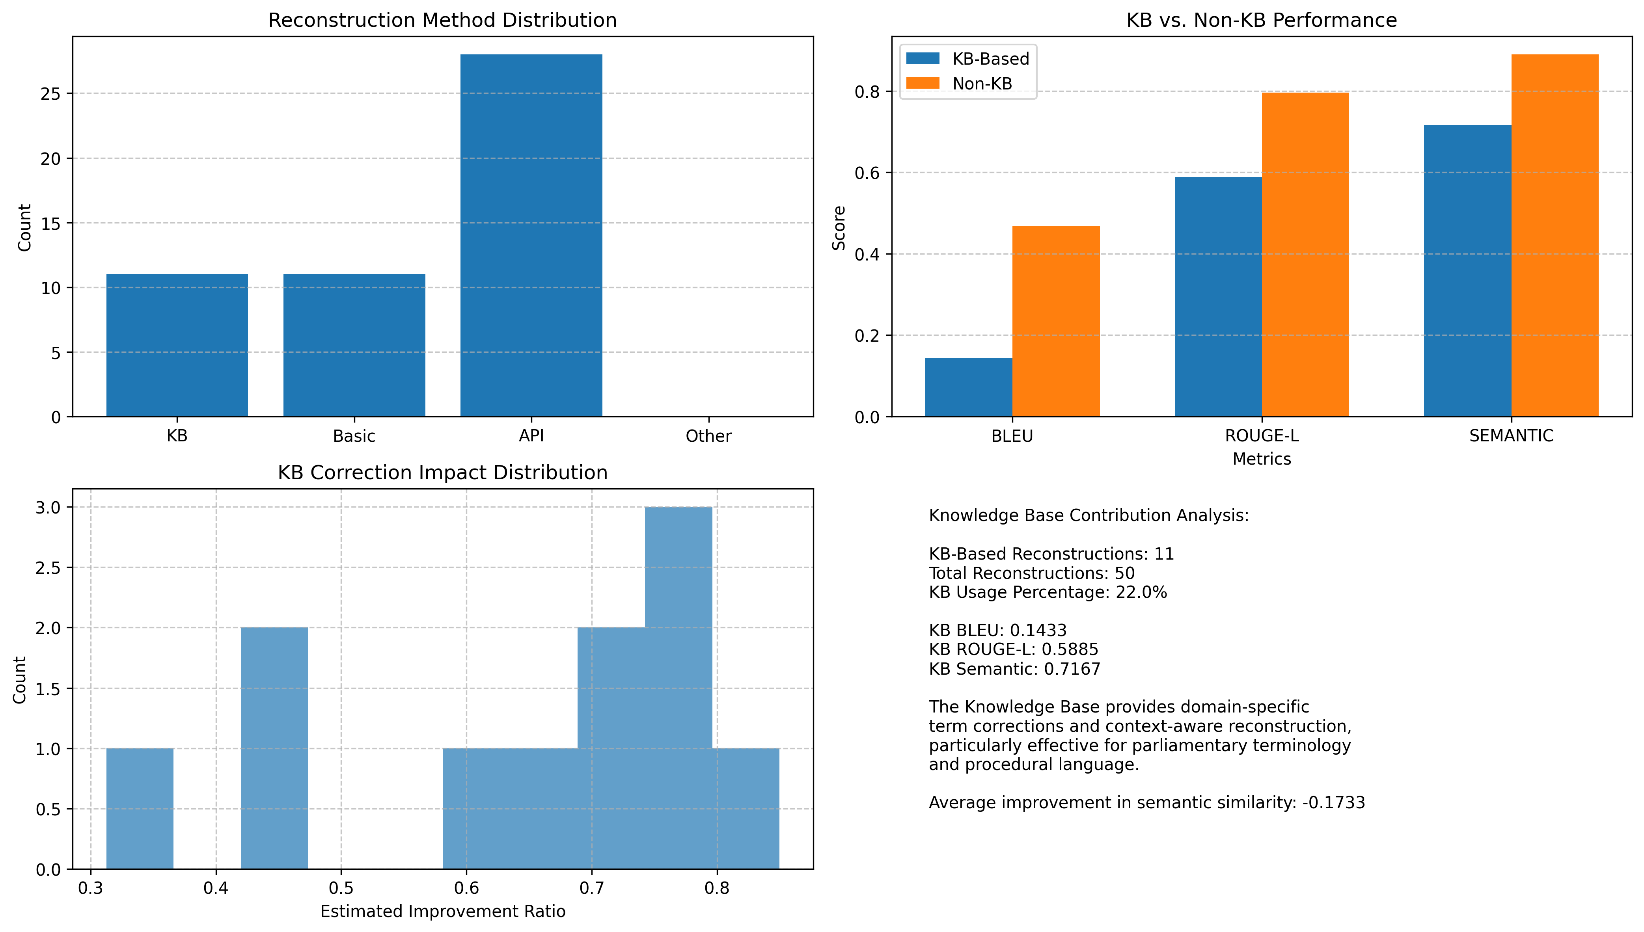 Reconstruction Method Distribution
Count
25
20
15
10
5
0
KB
Basic
API
Other
KB vs. Non-KB Performance
KB-Based
Non-KB
Score
0.8
0.6
0.4
0.2
0.0
BLEU
ROUGE-L
SEMANTIC
Metrics
KB Correction Impact Distribution
Count
3.0
2.5
2.0
1.5
1.0
0.5
0.0
0.3
0.4
0.5
0.6
0.7
0.8
Estimated Improvement Ratio
Knowledge Base Contribution Analysis:
KB-Based Reconstructions: 11
Total Reconstructions: 50
KB Usage Percentage: 22.0%
KB BLEU: 0.1433
KB ROUGE-L: 0.5885
KB Semantic: 0.7167
The Knowledge Base provides domain-specific
term corrections and context-aware reconstruction,
particularly effective for parliamentary terminology
and procedural language.
Average improvement in semantic similarity: -0.1733